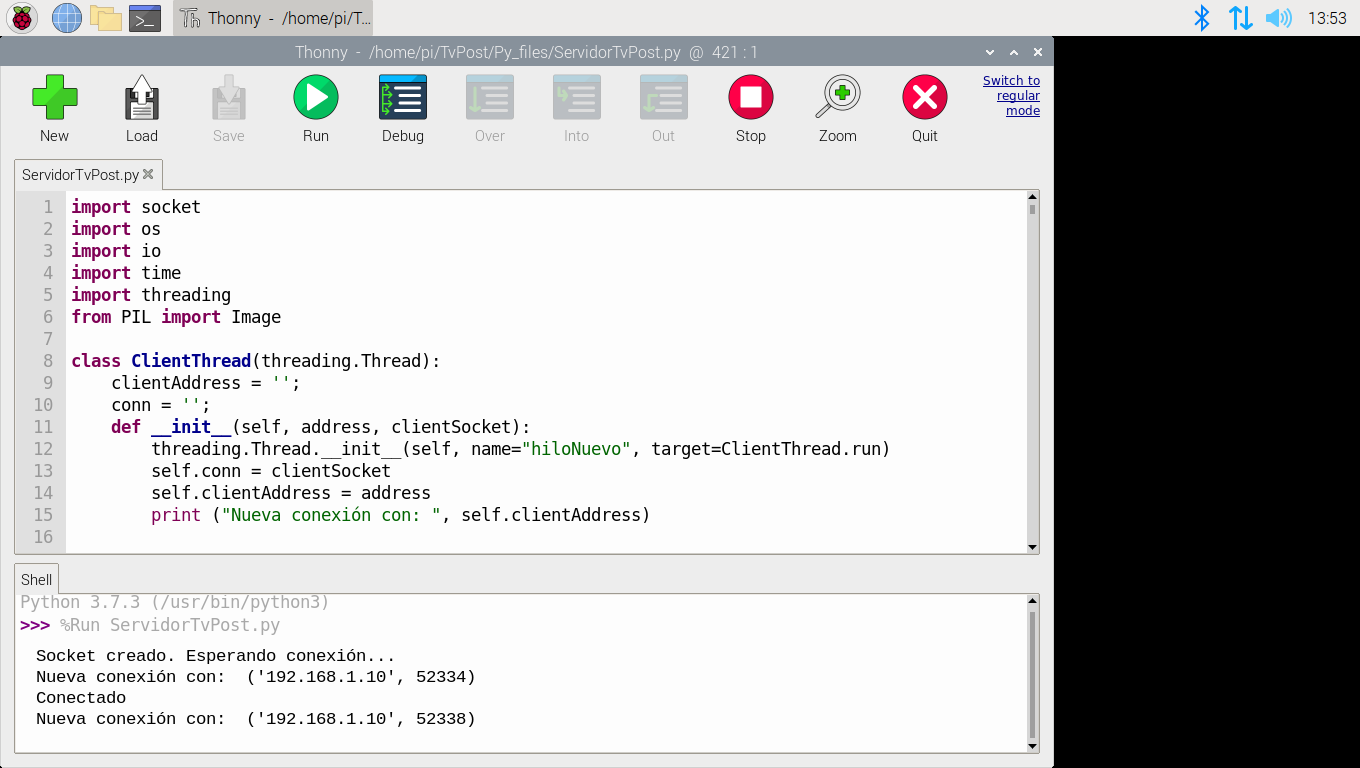 Thonny - /home/pi/T...
13:53
Thonny - /home/pi/TvPost/Py_files/ServidorTvPost.py @ 421 : 1
New Load Save Run Debug Over Into Out Stop Zoom Quit
Switch to
regular
mode
ServidorTvPost.py
1 import socket
2 import os
3 import io
4 import time
5 import threading
6 from PIL import Image
7
8 class ClientThread(threading.Thread):
9     clientAddress = '';
10     conn = '';
11     def __init__(self, address, clientSocket):
12         threading.Thread.__init__(self, name="hiloNuevo", target=ClientThread.run)
13         self.conn = clientSocket
14         self.clientAddress = address
15         print ("Nueva conexión con: ", self.clientAddress)
16
Shell
Python 3.7.3 (/usr/bin/python3)
>>> %Run ServidorTvPost.py
Socket creado. Esperando conexión...
Nueva conexión con:  ('192.168.1.10', 52334)
Conectado
Nueva conexión con:  ('192.168.1.10', 52338)